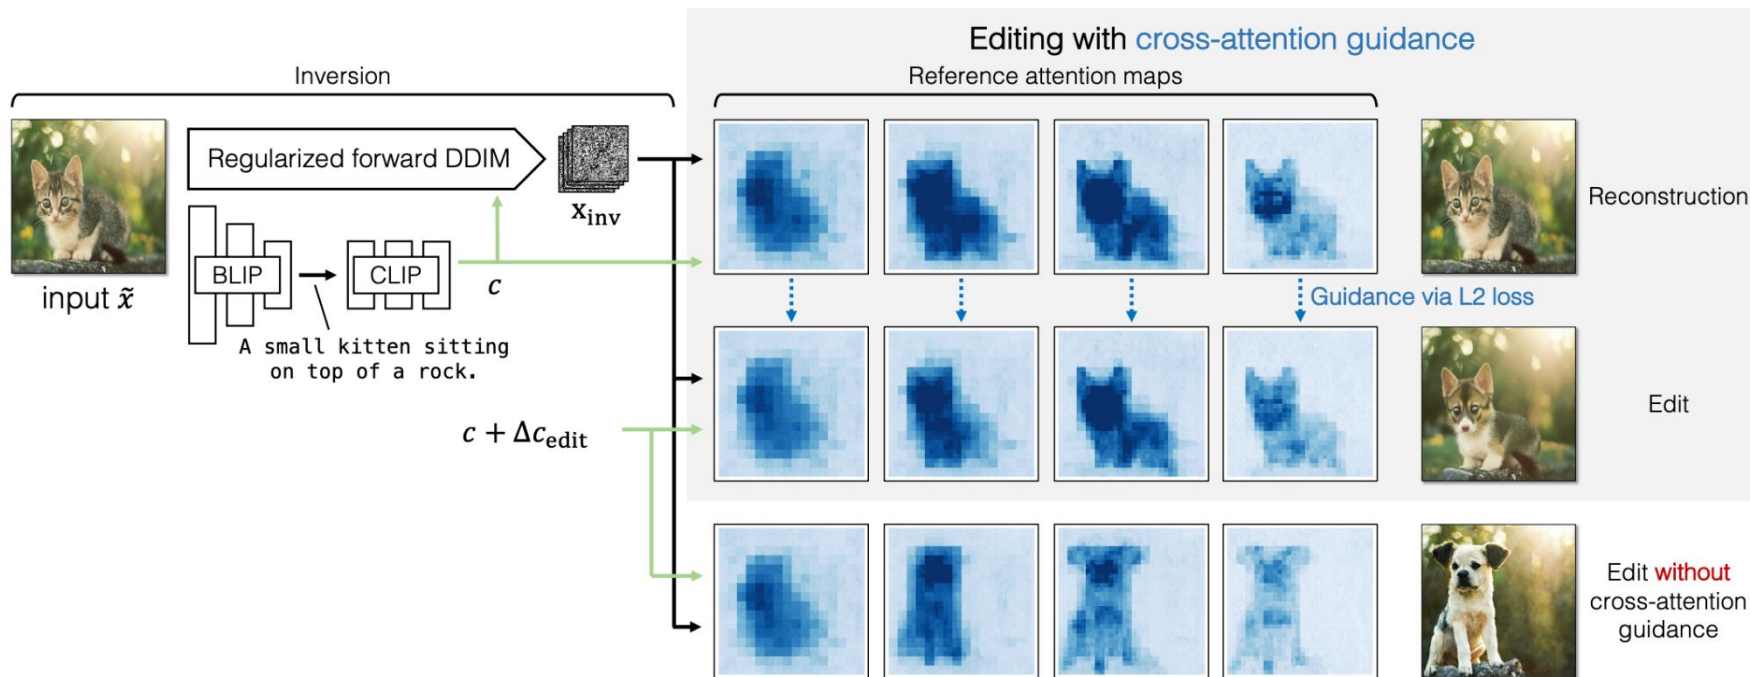 Editing with cross-attention guidance
Inversion
Reference attention maps
Regularized forward DDIM
x_inv
Reconstruction
BLIP
CLIP
c
input x̃
Guidance via L2 loss
A small kitten sitting
on top of a rock.
c + Δc_edit
Edit
Edit without
cross-attention
guidance